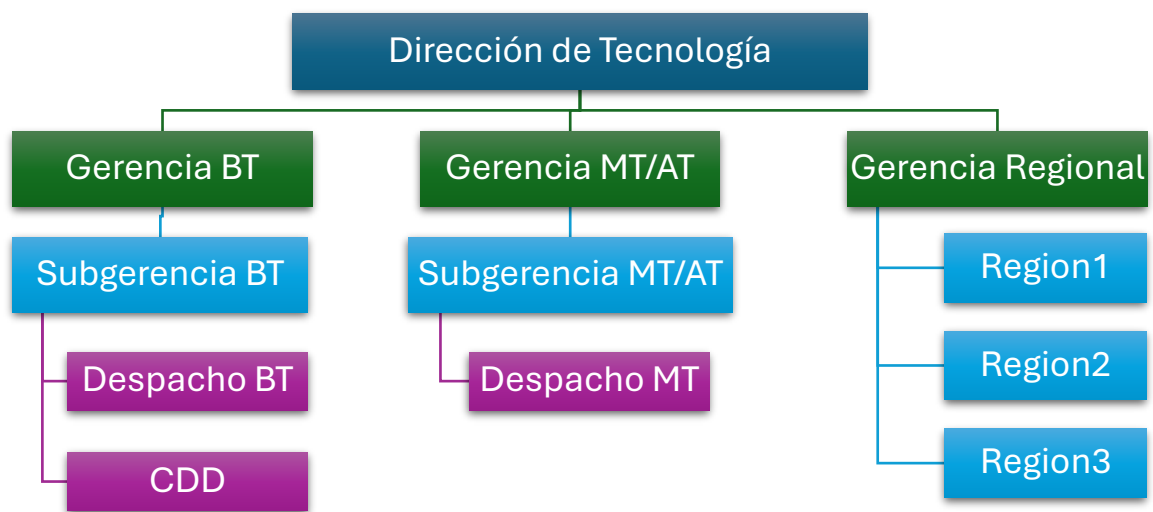 Dirección de Tecnología
Gerencia BT
Gerencia MT/AT
Gerencia Regional
Subgerencia BT
Subgerencia MT/AT
Region1
Despacho BT
Despacho MT
Region2
CDD
Region3